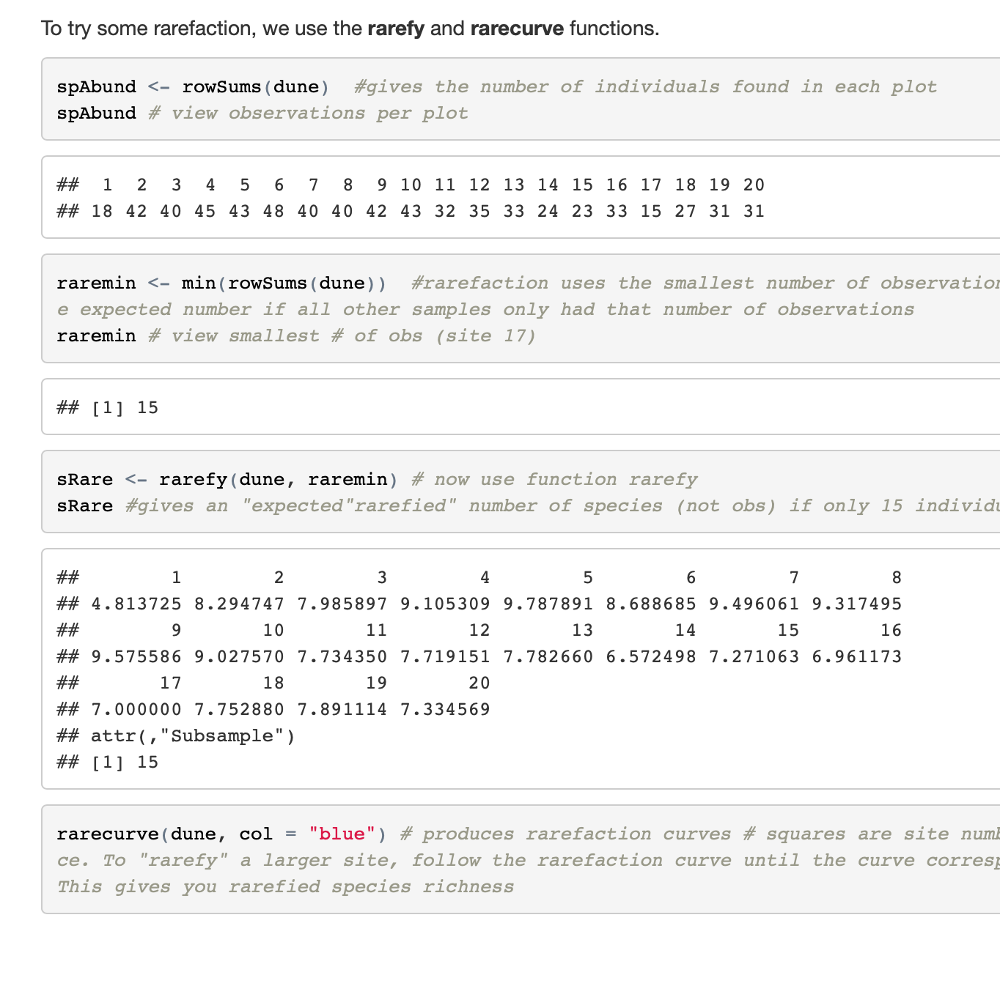 To try some rarefaction, we use the rarefy and rarecurve functions.
spAbund <- rowSums(dune)  #gives the number of individuals found in each plot
spAbund # view observations per plot
##  1  2  3  4  5  6  7  8  9 10 11 12 13 14 15 16 17 18 19 20
## 18 42 40 45 43 48 40 40 42 43 32 35 33 24 23 33 15 27 31 31
raremin <- min(rowSums(dune))  #rarefaction uses the smallest number of observation
e expected number if all other samples only had that number of observations
raremin # view smallest # of obs (site 17)
## [1] 15
sRare <- rarefy(dune, raremin) # now use function rarefy
sRare #gives an "expected"rarefied" number of species (not obs) if only 15 individu
##        1        2        3        4        5        6        7        8
## 4.813725 8.294747 7.985897 9.105309 9.787891 8.688685 9.496061 9.317495
##        9       10       11       12       13       14       15       16
## 9.575586 9.027570 7.734350 7.719151 7.782660 6.572498 7.271063 6.961173
##       17       18       19       20
## 7.000000 7.752880 7.891114 7.334569
## attr(,"Subsample")
## [1] 15
rarecurve(dune, col = "blue") # produces rarefaction curves # squares are site numb
ce. To "rarefy" a larger site, follow the rarefaction curve until the curve corresp
This gives you rarefied species richness